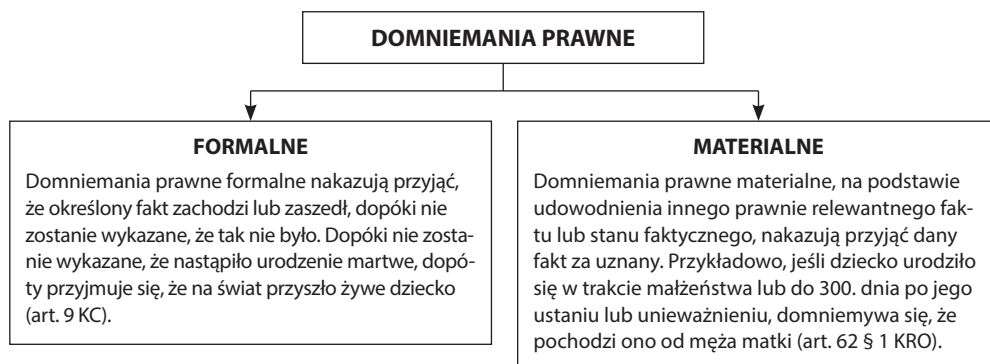 DOMNIEMANIA PRAWNE
FORMALNE
Domniemania prawne formalne nakazują przyjąć,
że określony fakt zachodzi lub zaszedł, dopóki nie
zostanie wykazane, że tak nie było. Dopóki nie zosta-
nie wykazane, że nastąpiło urodzenie martwe, dopó-
ty przyjmuje się, że na świat przyszło żywe dziecko
(art. 9 KC).
MATERIALNE
Domniemania prawne materialne, na podstawie
udowodnienia innego prawnie relewantnego fak-
tu lub stanu faktycznego, nakazują przyjąć dany
fakt za uznany. Przykładowo, jeśli dziecko urodziło
się w trakcie małżeństwa lub do 300. dnia po jego
ustaniu lub unieważnieniu, domniemywa się, że
pochodzi ono od męża matki (art. 62 § 1 KRO).